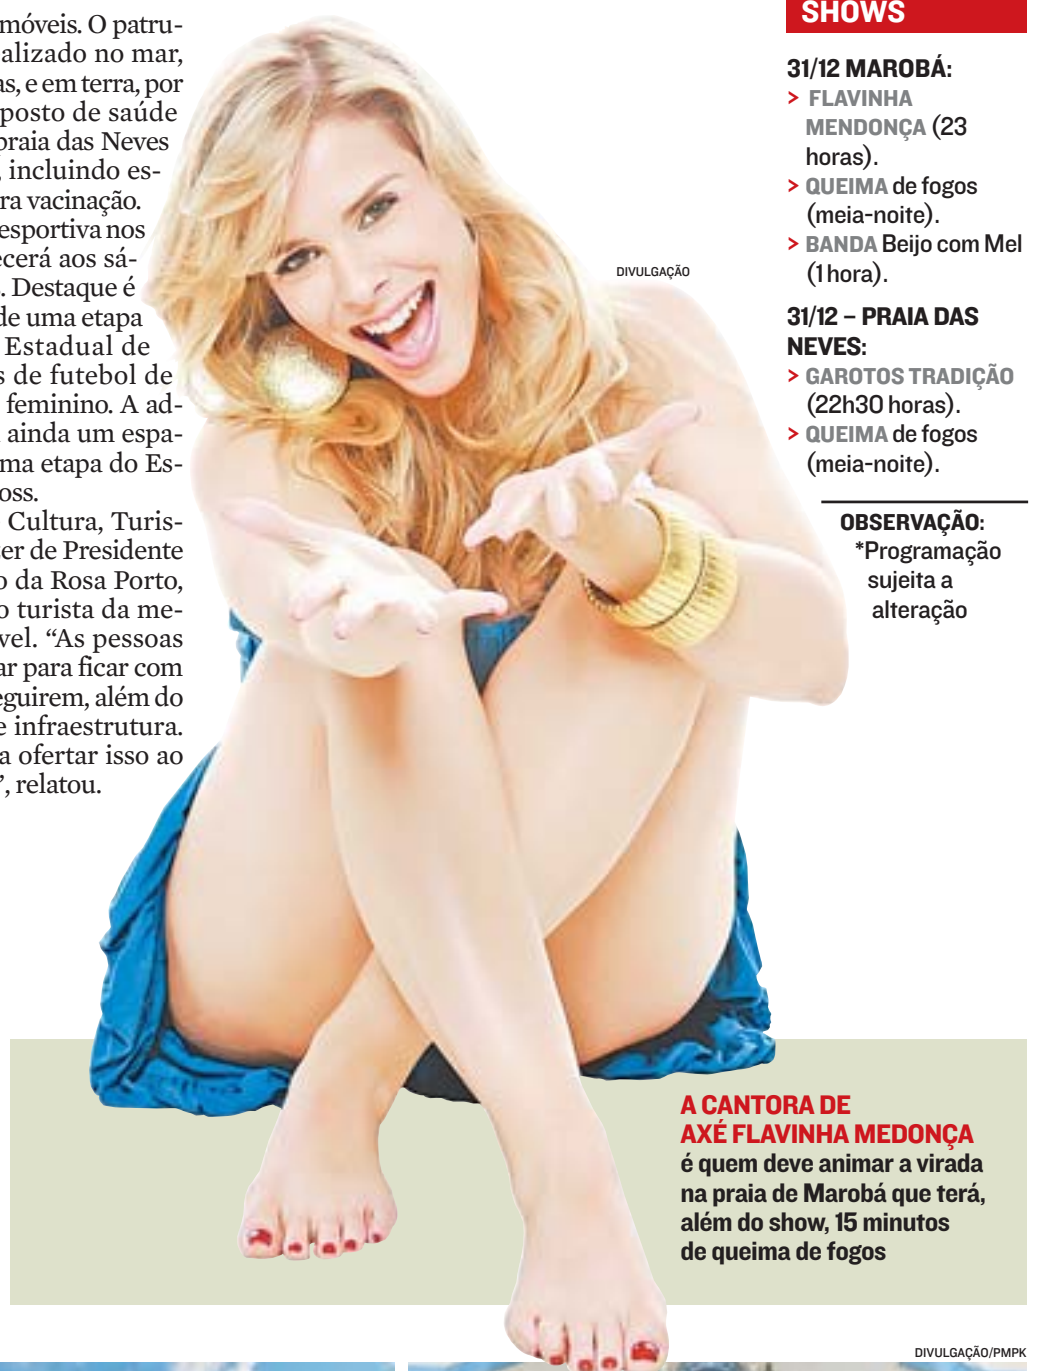 móveis. O patru-
alizado no mar,
as, e em terra, por
posto de saúde
praia das Neves
, incluindo es-
ra vacinação.
esportiva nos
ecerá aos sá-
. Destaque é
de uma etapa
Estadual de
s de futebol de
feminino. A ad-
ainda um espa-
ma etapa do Es-
oss.
Cultura, Turis-
er de Presidente
o da Rosa Porto,
o turista da me-
vel. “As pessoas
ar para ficar com
eguirem, além do
e infraestrutura.
a ofertar isso ao
”, relatou.
DIVULGAÇÃO
SHOWS
31/12 MAROBÁ:
> FLAVINHA
MENDONÇA (23
horas).
> QUEIMA de fogos
(meia-noite).
> BANDA Beijo com Mel
(1 hora).
31/12 – PRAIA DAS
NEVES:
> GAROTOS TRADIÇÃO
(22h30 horas).
> QUEIMA de fogos
(meia-noite).
OBSERVAÇÃO:
*Programação
sujeita a
alteração
A CANTORA DE
AXÉ FLAVINHA MEDONÇA
é quem deve animar a virada
na praia de Marobá que terá,
além do show, 15 minutos
de queima de fogos
DIVULGAÇÃO/PMPK